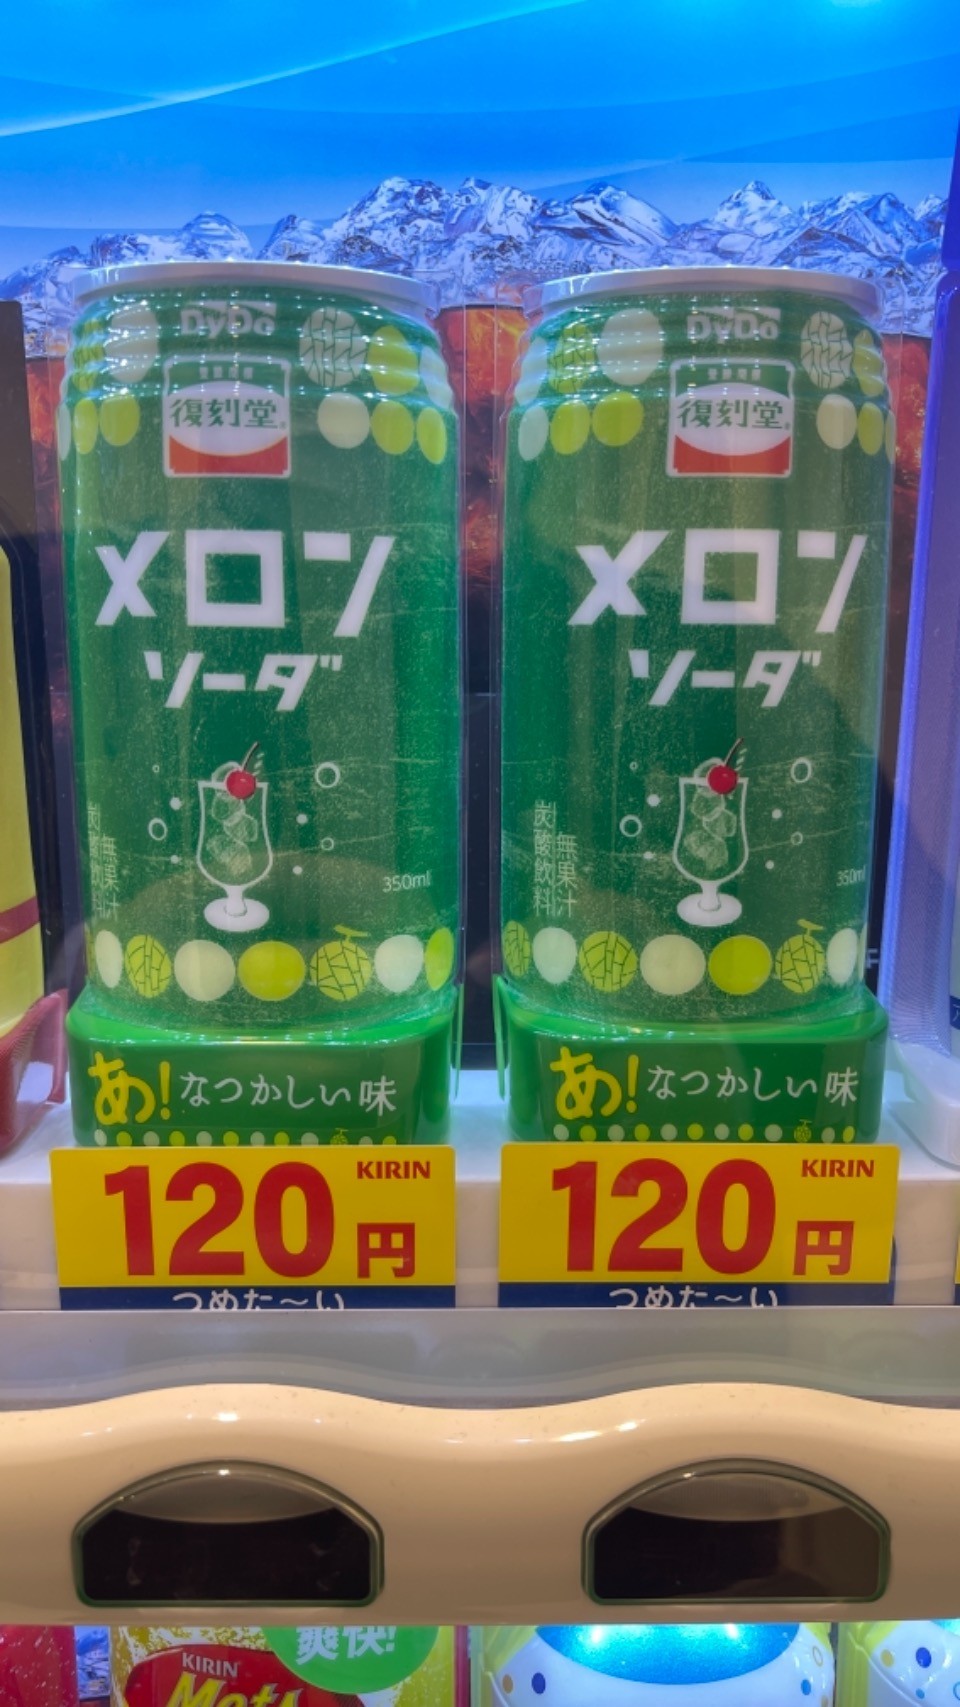 DyDo
復刻堂
メロン
ソーダ
無果汁
炭酸飲料
350ml
あ!なつかしい味
KIRIN
120円
つめた〜い
DyDo
復刻堂
メロン
ソーダ
無果汁
炭酸飲料
350ml
あ!なつかしい味
KIRIN
120円
つめた〜い
爽快!
KIRIN
Mets